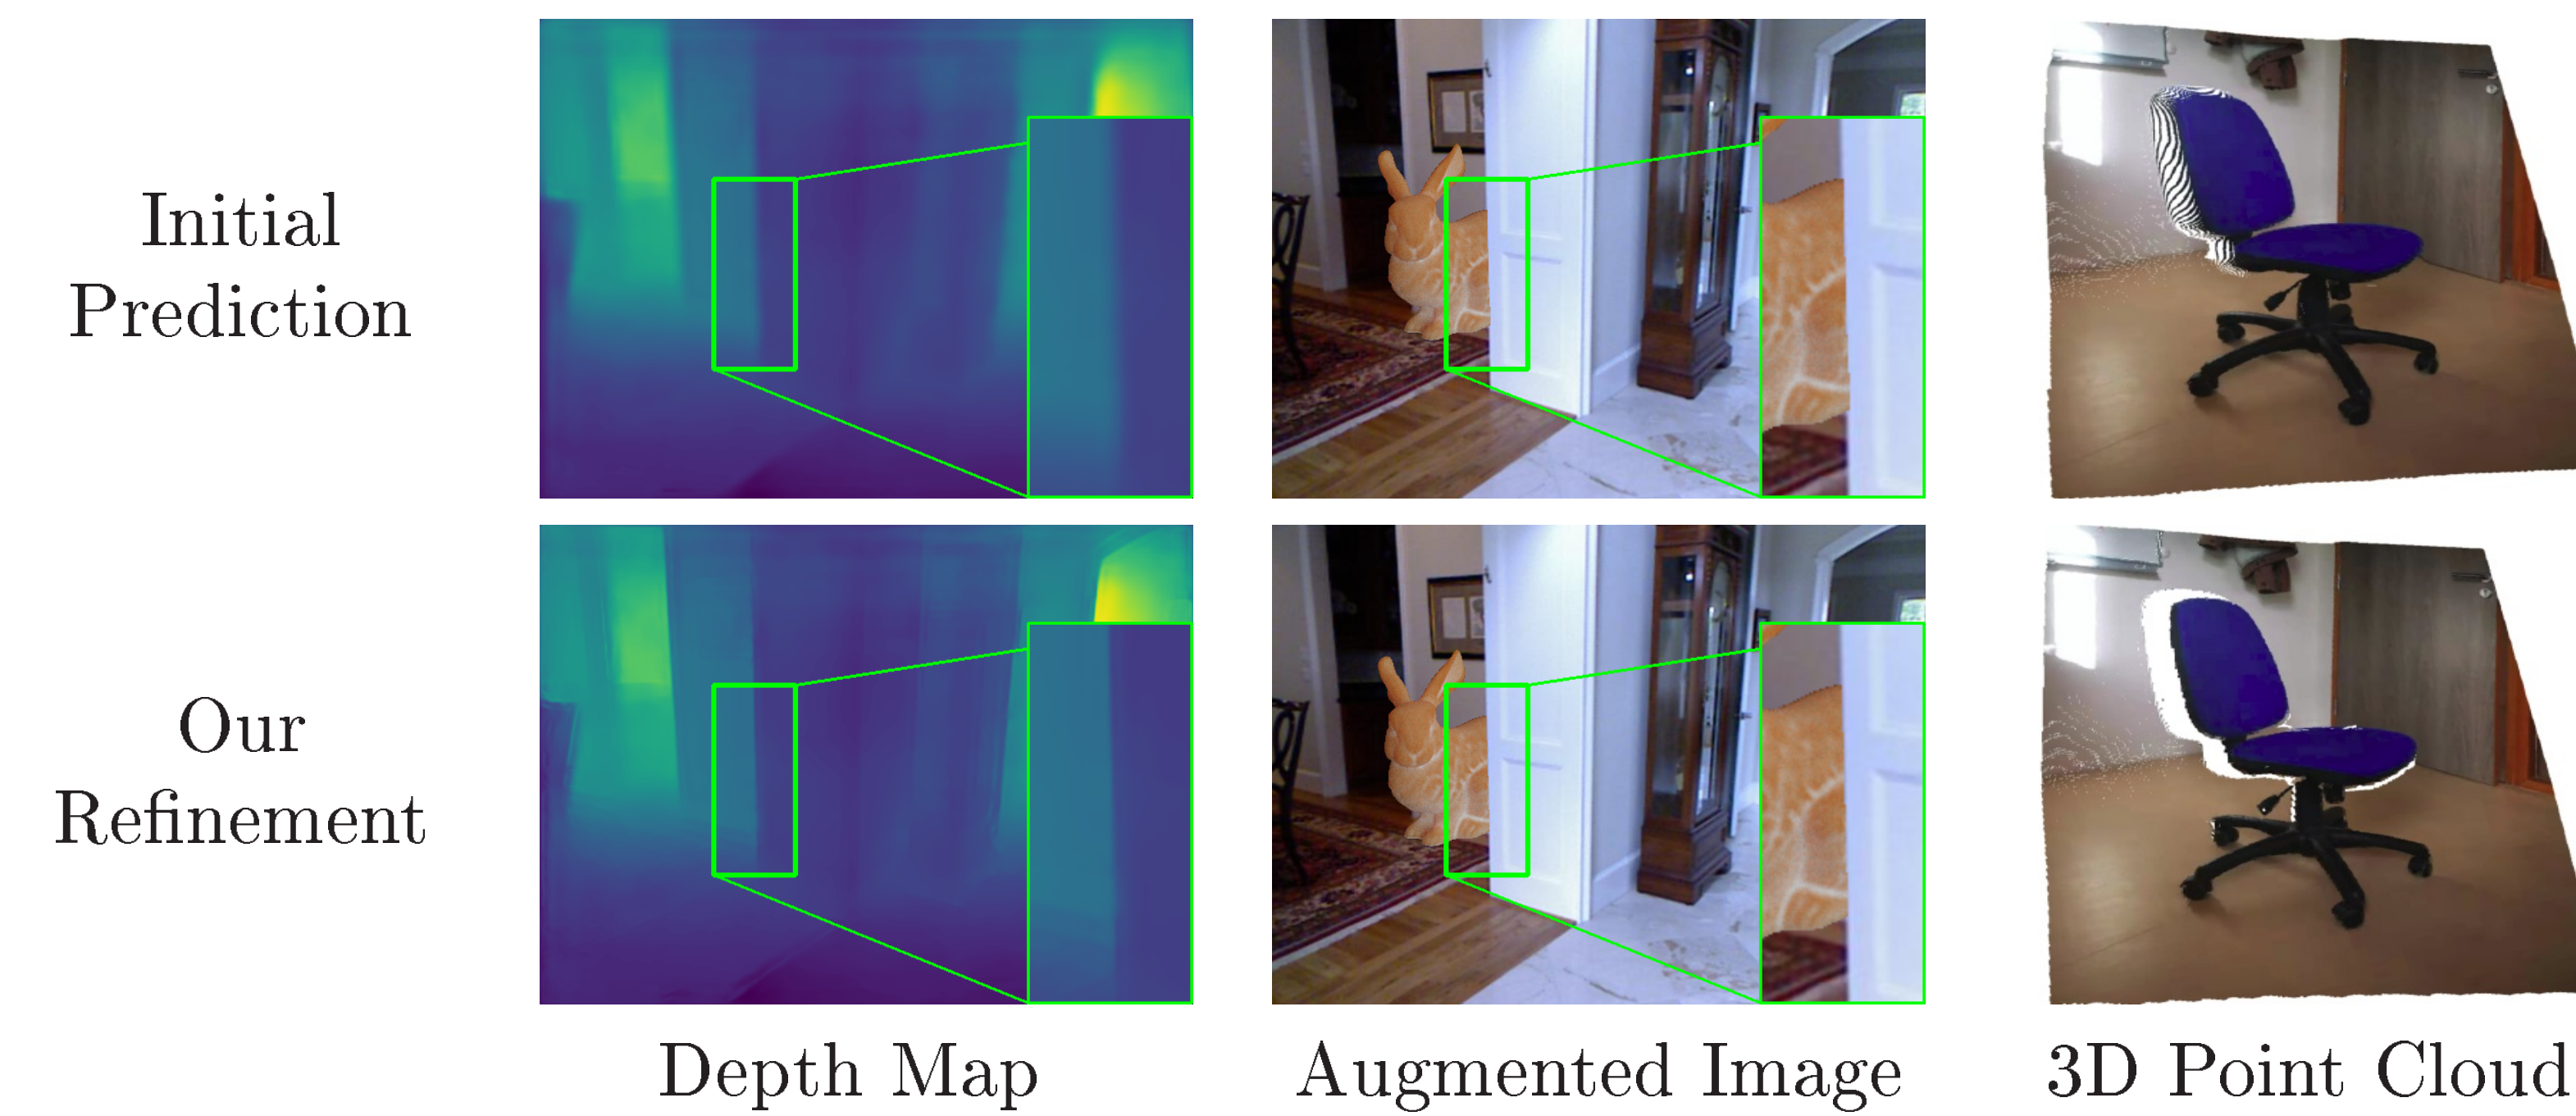 Initial
Prediction
Our
Refinement
Depth Map
Augmented Image
3D Point Cloud